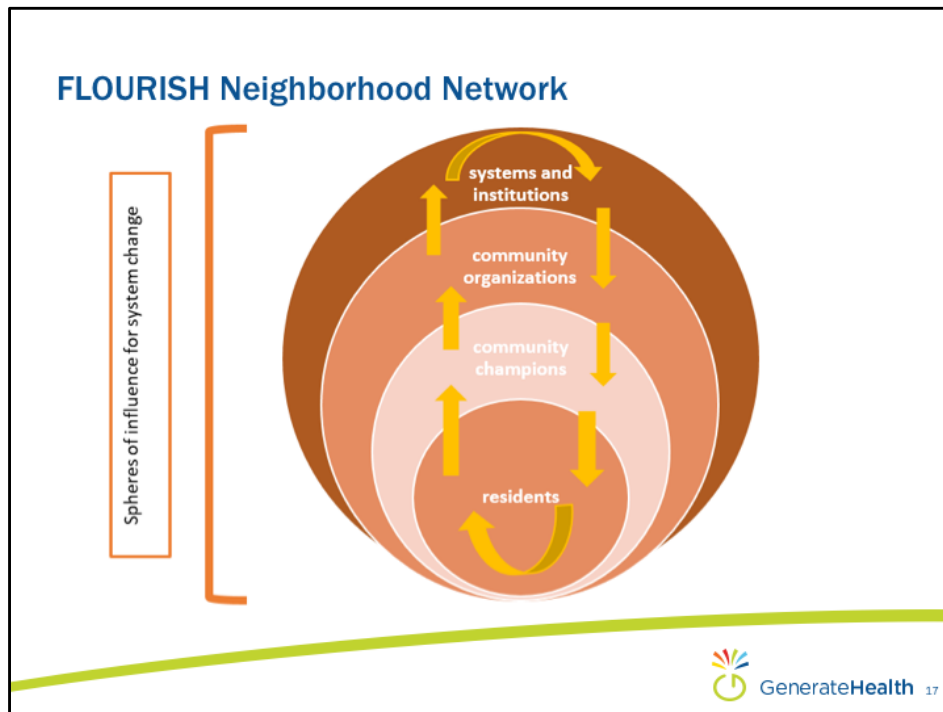 FLOURISH Neighborhood Network
Spheres of influence for system change
systems and
institutions
community
organizations
community
champions
residents
GenerateHealth 17